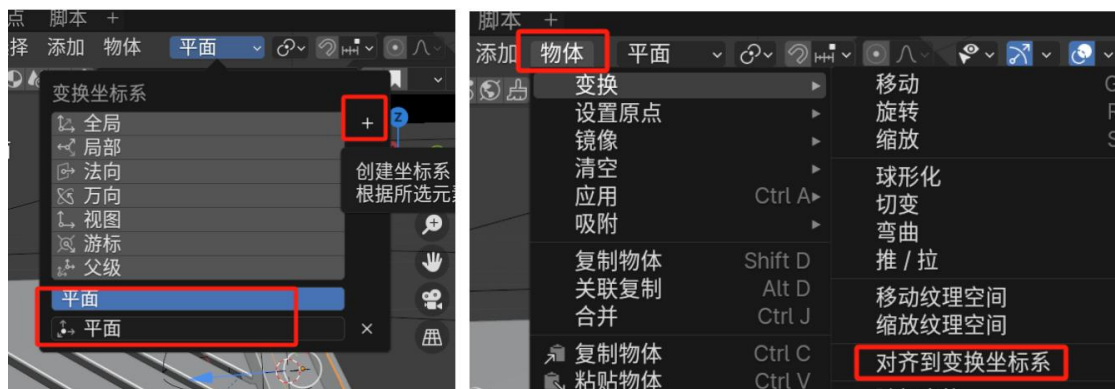 点 脚本 +
择 添加 物体 平面
变换坐标系
全局
局部
法向
万向
视图
游标
父级
平面
平面
+
创建坐标系
根据所选元
Z
×
脚本 +
添加 物体 平面
变换
设置原点
镜像
清空
应用 Ctrl A
吸附
复制物体 Shift D
关联复制 Alt D
合并 Ctrl J
复制物体 Ctrl C
粘贴物体 Ctrl V
移动 G
旋转
缩放 S
球形化
切变
弯曲
推 / 拉
移动纹理空间
缩放纹理空间
对齐到变换坐标系